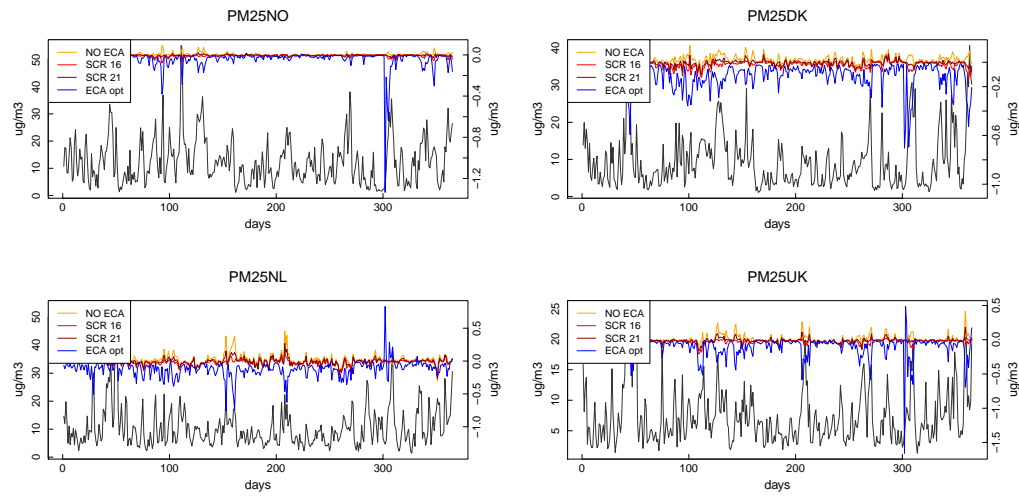 PM25NO
NO ECA
SCR 16
SCR 21
ECA opt
ug/m3
0 10 20 30 40 50
0 100 200 300
days
−1.2 −0.8 −0.4 0.0
ug/m3
PM25DK
NO ECA
SCR 16
SCR 21
ECA opt
ug/m3
0 10 20 30 40
0 100 200 300
days
−1.0 −0.6 −0.2
ug/m3
PM25NL
NO ECA
SCR 16
SCR 21
ECA opt
ug/m3
0 10 20 30 40 50
0 100 200 300
days
−1.0 −0.5 0.0 0.5
ug/m3
PM25UK
NO ECA
SCR 16
SCR 21
ECA opt
ug/m3
5 10 15 20 25
0 100 200 300
days
−1.5 −1.0 −0.5 0.0 0.5
ug/m3